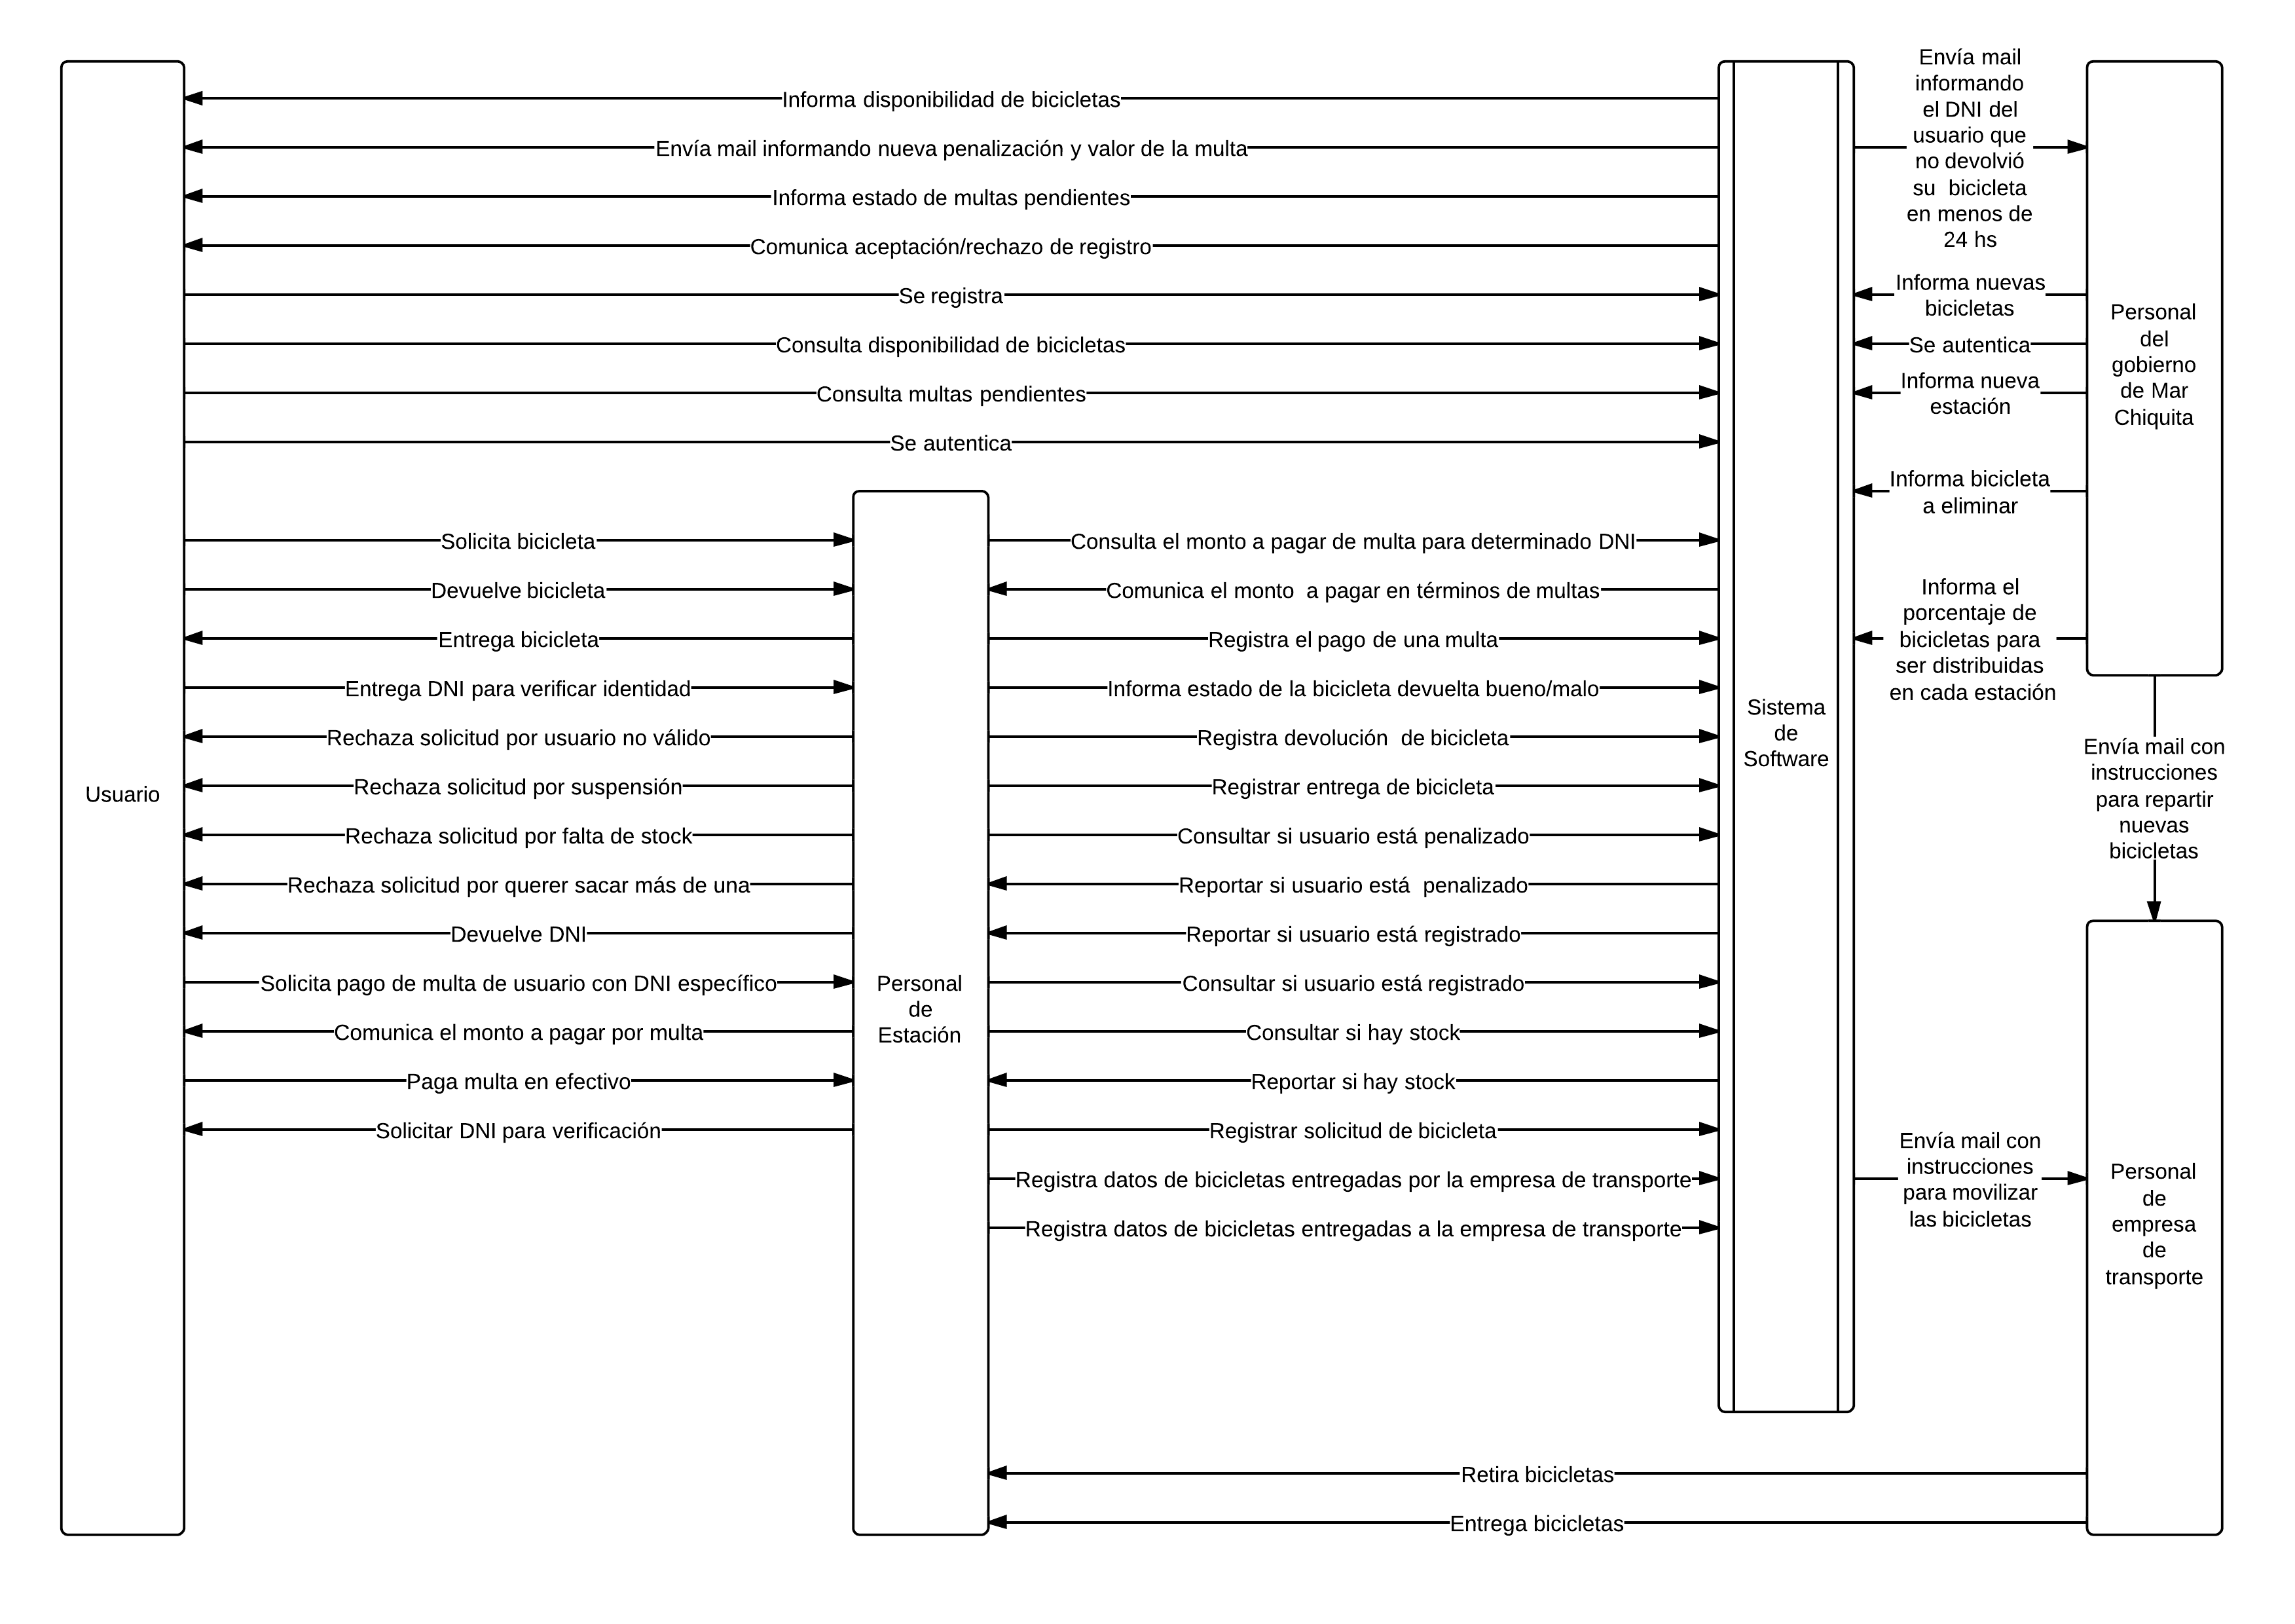 Informa disponibilidad de bicicletas
Envía mail informando nueva penalización y valor de la multa
Informa estado de multas pendientes
Comunica aceptación/rechazo de registro
Se registra
Consulta disponibilidad de bicicletas
Consulta multas pendientes
Se autentica
Envía mail
informando
el DNI del
usuario que
no devolvió
su bicicleta
en menos de
24 hs
Informa nuevas
bicicletas
Se autentica
Informa nueva
estación
Informa bicicleta
a eliminar
Informa el
porcentaje de
bicicletas para
ser distribuidas
en cada estación
Personal
del
gobierno
de Mar
Chiquita
Usuario
Solicita bicicleta
Devuelve bicicleta
Entrega bicicleta
Entrega DNI para verificar identidad
Rechaza solicitud por usuario no válido
Rechaza solicitud por suspensión
Rechaza solicitud por falta de stock
Rechaza solicitud por querer sacar más de una
Devuelve DNI
Solicita pago de multa de usuario con DNI específico
Comunica el monto a pagar por multa
Paga multa en efectivo
Solicitar DNI para verificación
Personal
de
Estación
Consulta el monto a pagar de multa para determinado DNI
Comunica el monto a pagar en términos de multas
Registra el pago de una multa
Informa estado de la bicicleta devuelta bueno/malo
Registra devolución de bicicleta
Registrar entrega de bicicleta
Consultar si usuario está penalizado
Reportar si usuario está penalizado
Reportar si usuario está registrado
Consultar si usuario está registrado
Consultar si hay stock
Reportar si hay stock
Registrar solicitud de bicicleta
Registra datos de bicicletas entregadas por la empresa de transporte
Registra datos de bicicletas entregadas a la empresa de transporte
Sistema
de
Software
Envía mail con
instrucciones
para repartir
nuevas
bicicletas
Envía mail con
instrucciones
para movilizar
las bicicletas
Personal
de
empresa
de
transporte
Retira bicicletas
Entrega bicicletas